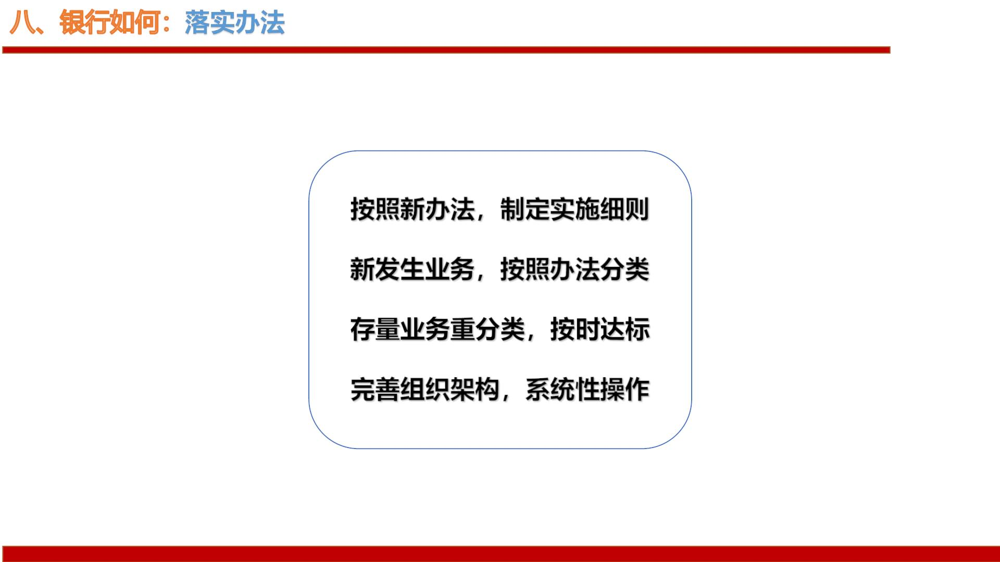 八、银行如何：落实办法
按照新办法，制定实施细则
新发生业务，按照办法分类
存量业务重分类，按时达标
完善组织架构，系统性操作